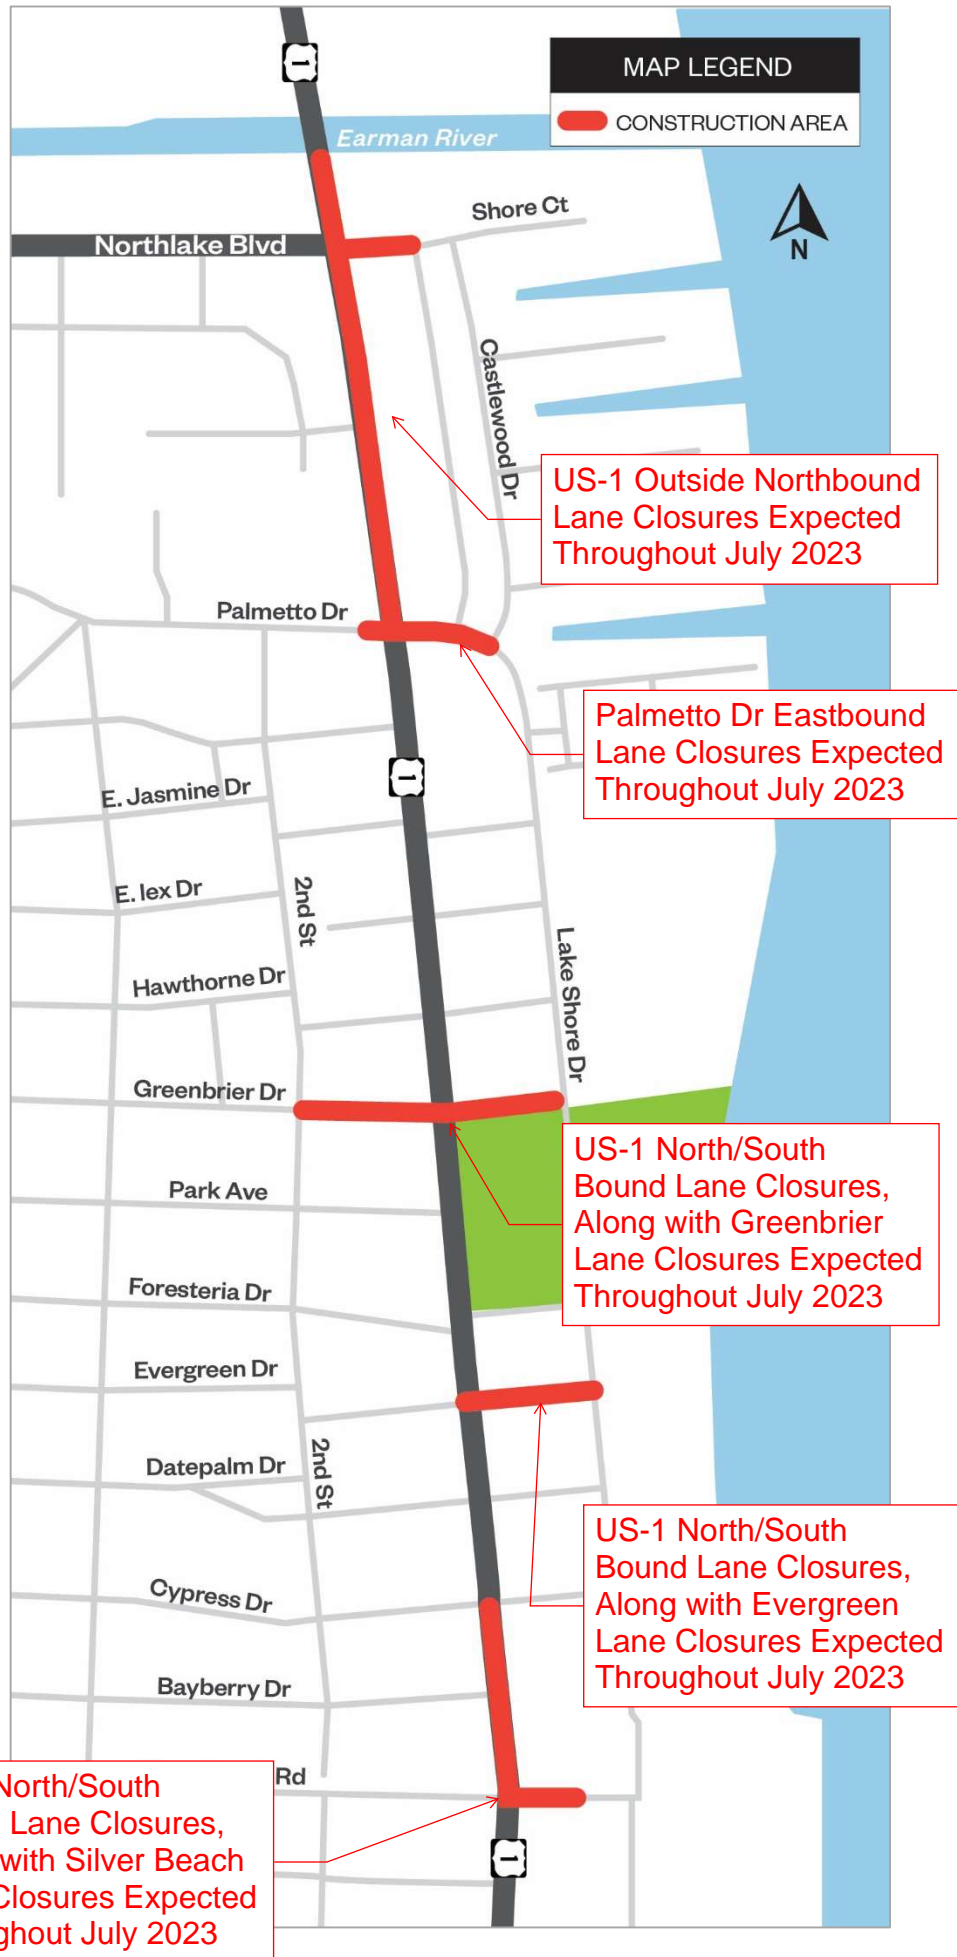 1
MAP LEGEND
CONSTRUCTION AREA
Earman River
Shore Ct
Northlake Blvd
N
Castlewood Dr
US-1 Outside Northbound
Lane Closures Expected
Throughout July 2023
Palmetto Dr
Palmetto Dr Eastbound
Lane Closures Expected
Throughout July 2023
1
E. Jasmine Dr
E. lex Dr
2nd St
Lake Shore Dr
Hawthorne Dr
Greenbrier Dr
US-1 North/South
Bound Lane Closures,
Along with Greenbrier
Lane Closures Expected
Throughout July 2023
Park Ave
Foresteria Dr
Evergreen Dr
Datepalm Dr
2nd St
US-1 North/South
Bound Lane Closures,
Along with Evergreen
Lane Closures Expected
Throughout July 2023
Cypress Dr
Bayberry Dr
Rd
North/South
Lane Closures,
with Silver Beach
Closures Expected
ghout July 2023
1